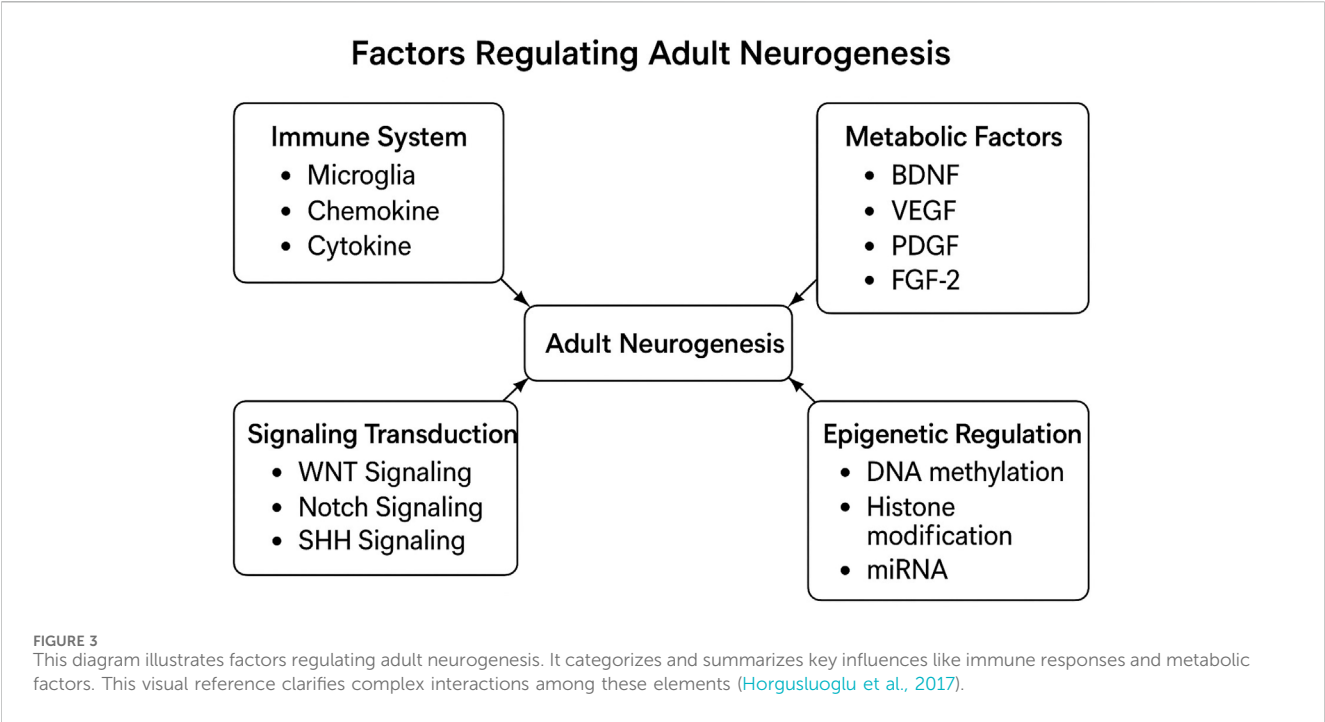 Factors Regulating Adult Neurogenesis
Immune System
• Microglia
• Chemokine
• Cytokine
Metabolic Factors
• BDNF
• VEGF
• PDGF
• FGF-2
Adult Neurogenesis
Signaling Transduction
• WNT Signaling
• Notch Signaling
• SHH Signaling
Epigenetic Regulation
• DNA methylation
• Histone
modification
• miRNA
FIGURE 3
This diagram illustrates factors regulating adult neurogenesis. It categorizes and summarizes key influences like immune responses and metabolic
factors. This visual reference clarifies complex interactions among these elements (Horgusluoglu et al., 2017).